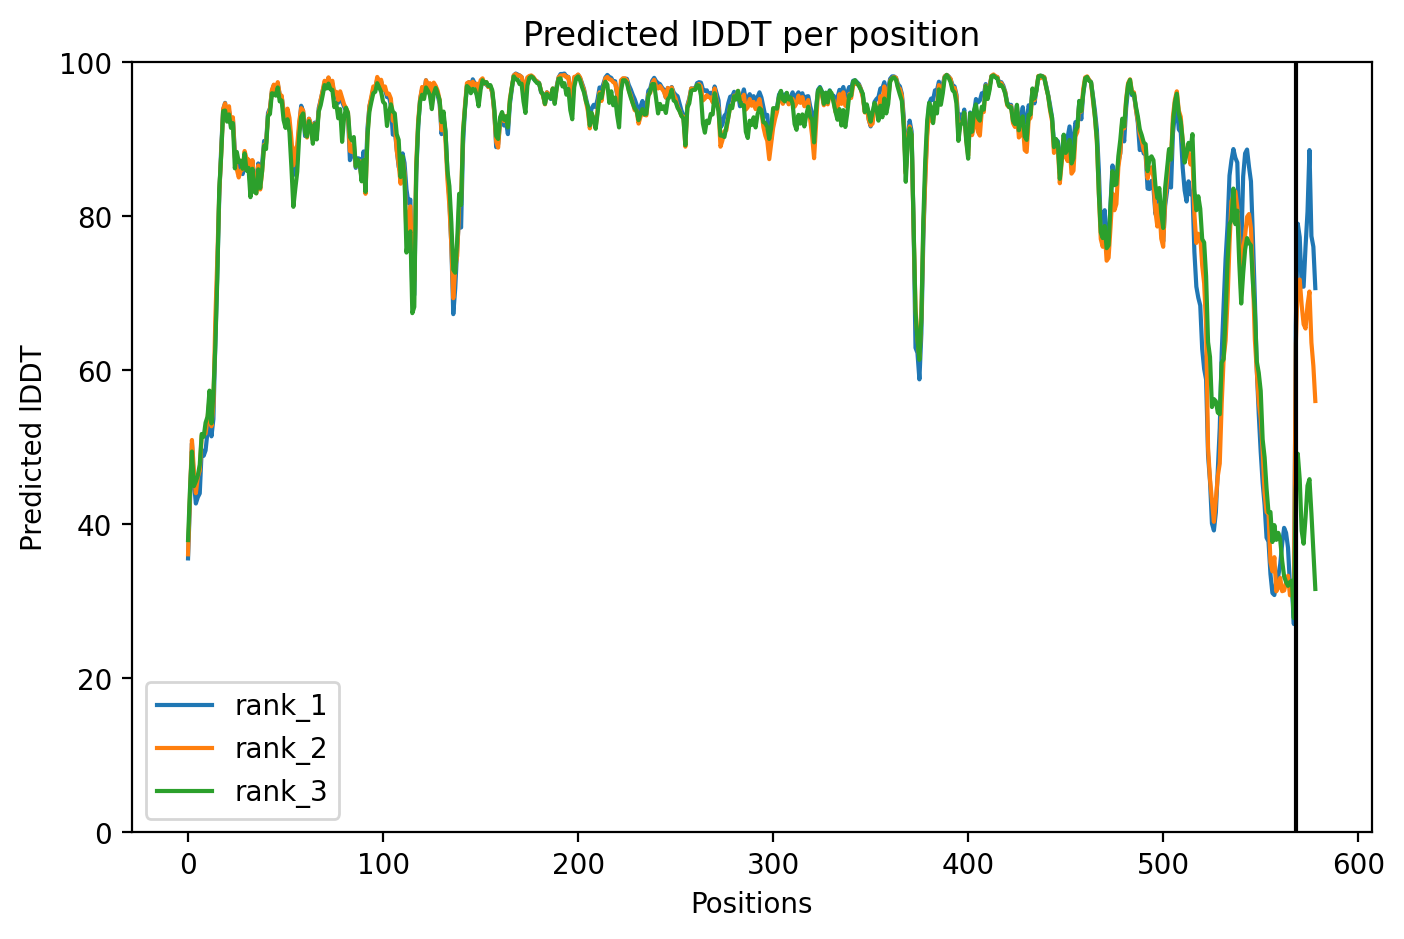 Predicted lDDT per position
100
80
60
40
20
0
Predicted lDDT
rank_1
rank_2
rank_3
0 100 200 300 400 500 600
Positions